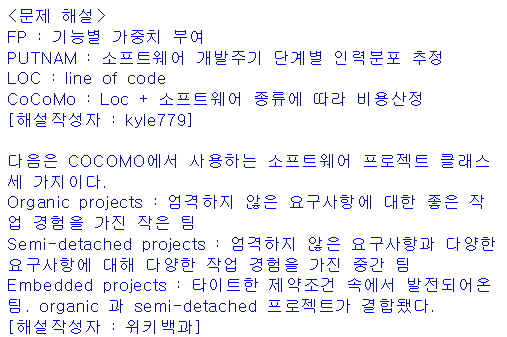 <문제 해설>
FP : 기능별 가중치 부여
PUTNAM : 소프트웨어 개발주기 단계별 인력분포 추정
LOC : line of code
CoCoMo : Loc + 소프트웨어 종류에 따라 비용산정
[해설작성자 : kyle779]

다음은 COCOMO에서 사용하는 소프트웨어 프로젝트 클래스
세 가지이다.
Organic projects : 엄격하지 않은 요구사항에 대한 좋은 작
업 경험을 가진 작은 팀
Semi-detached projects : 엄격하지 않은 요구사항과 다양한
요구사항에 대해 다양한 작업 경험을 가진 중간 팀
Embedded projects : 타이트한 제약조건 속에서 발전되어온
팀. organic 과 semi-detached 프로젝트가 결합됐다.
[해설작성자 : 위키백과]